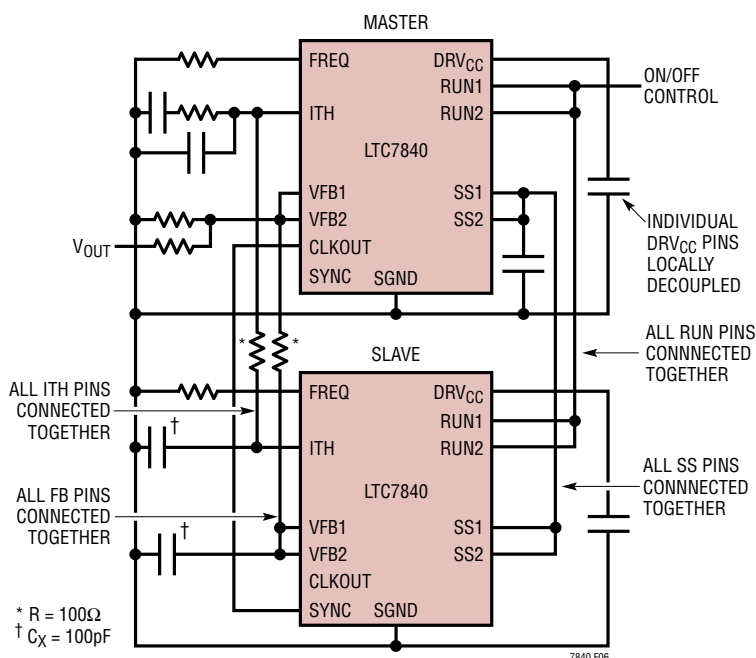 MASTER
FREQ
ITH
VFB1
VFB2
CLKOUT
SYNC
SGND
LTC7840
DRVCC
RUN1
RUN2
SS1
SS2
ON/OFF
CONTROL
VOUT
INDIVIDUAL
DRVCC PINS
LOCALLY
DECOUPLED
* *
ALL RUN PINS
CONNNECTED
TOGETHER
SLAVE
FREQ
ITH
VFB1
VFB2
CLKOUT
SYNC
SGND
LTC7840
DRVCC
RUN1
RUN2
SS1
SS2
ALL ITH PINS
CONNECTED
TOGETHER
†
ALL FB PINS
CONNECTED
TOGETHER
†
ALL SS PINS
CONNNECTED
TOGETHER
* R = 100Ω
† CX = 100pF
7840 F06